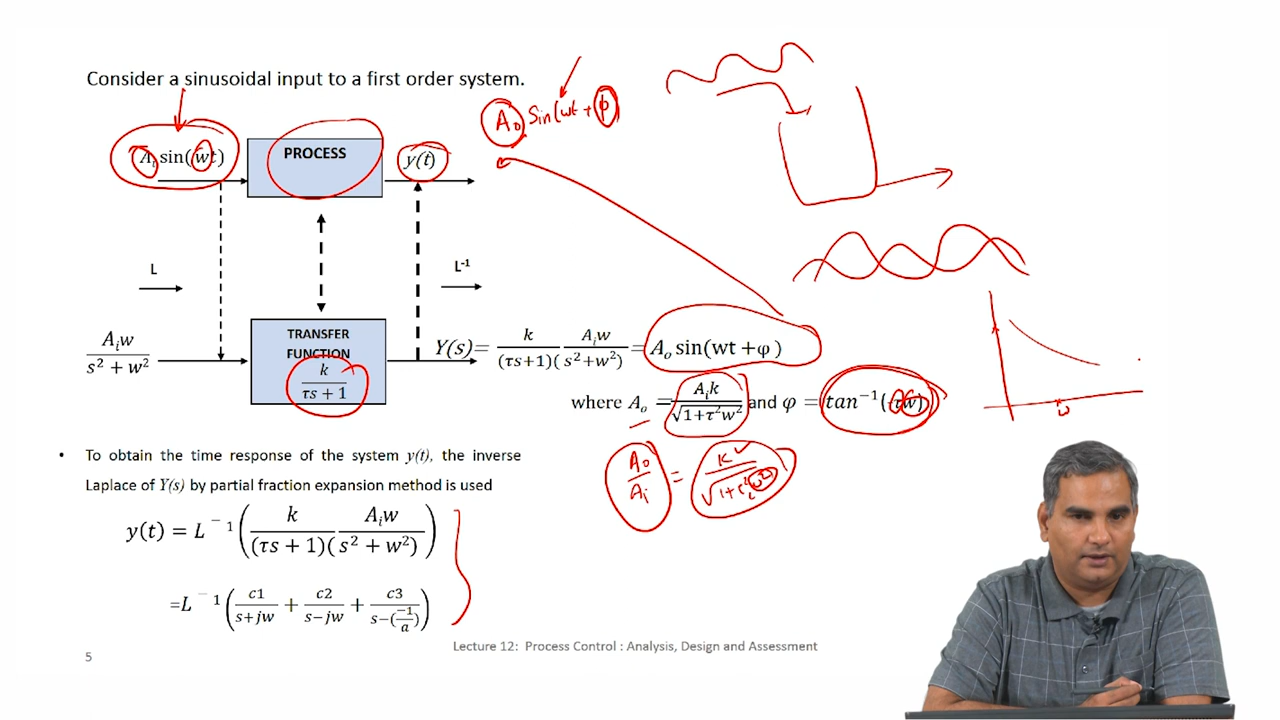 Consider a sinusoidal input to a first order system.
A₀ Sin(wt + φ)
Aᵢsin(wt)
PROCESS
y(t)
L
L⁻¹
Aᵢw / s² + w²
TRANSFER
FUNCTION
k / τs + 1
Y(s)= k / (τs+1) ( Aᵢw / s²+w² ) = Aₒ sin(wt +φ )
where Aₒ = Aᵢk / √1+τ²w² and φ = tan⁻¹(-τw)
A₀ / Aᵢ = K / √1+τ²w²
w
• To obtain the time response of the system y(t), the inverse
Laplace of Y(s) by partial fraction expansion method is used
y(t) = L⁻¹ ( k / (τs + 1) ( Aᵢw / s² + w² ) )
=L⁻¹ ( c1 / s+jw + c2 / s−jw + c3 / s−(−1/a) )
Lecture 12: Process Control : Analysis, Design and Assessment
5